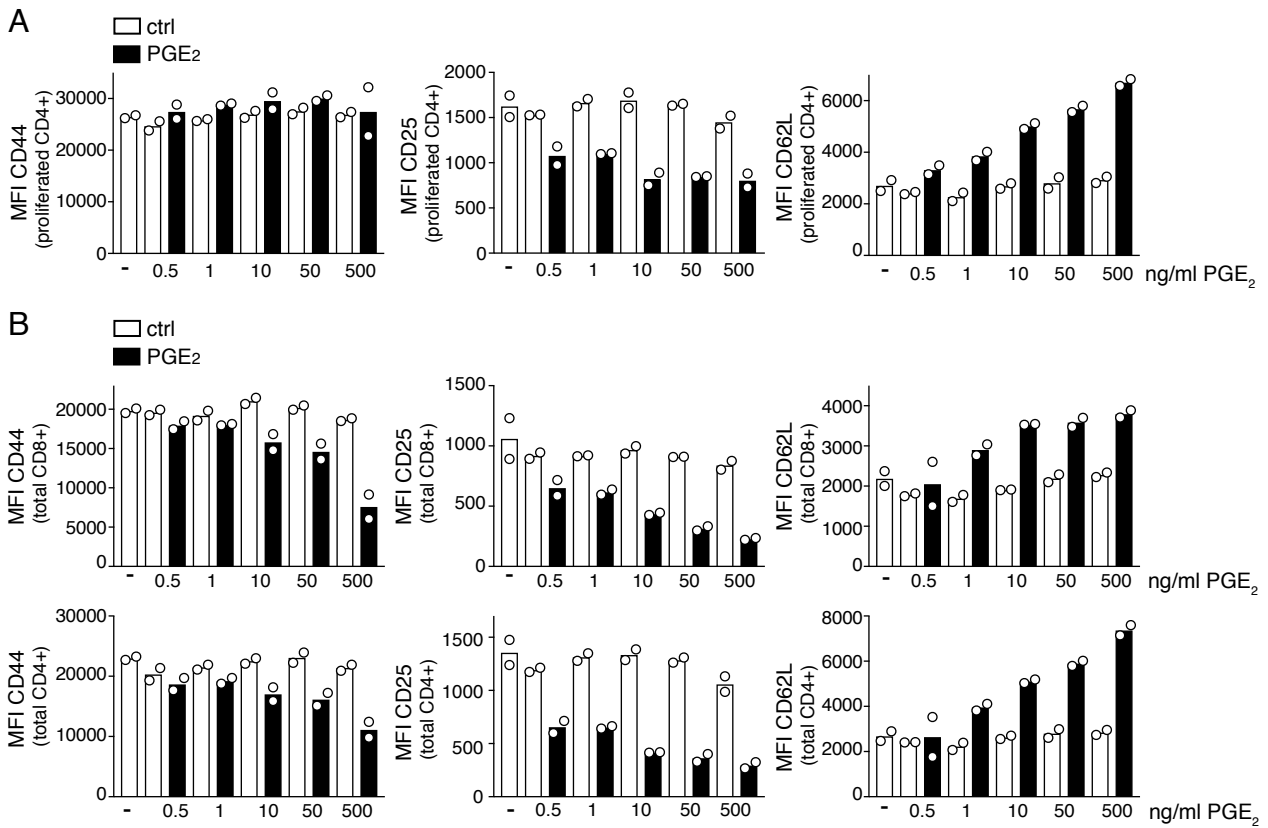 A
ctrl
PGE2
MFI CD44
(proliferated CD4+)
30000
20000
10000
0
- 0.5 1 10 50 500
MFI CD25
(proliferated CD4+)
2000
1500
1000
500
0
- 0.5 1 10 50 500
MFI CD62L
(proliferated CD4+)
6000
4000
2000
0
- 0.5 1 10 50 500 ng/ml PGE2
B
ctrl
PGE2
MFI CD44
(total CD8+)
20000
15000
10000
5000
0
- 0.5 1 10 50 500
MFI CD25
(total CD8+)
1500
1000
500
0
- 0.5 1 10 50 500
MFI CD62L
(total CD8+)
4000
3000
2000
1000
0
- 0.5 1 10 50 500 ng/ml PGE2
MFI CD44
(total CD4+)
30000
20000
10000
0
- 0.5 1 10 50 500
MFI CD25
(total CD4+)
1500
1000
500
0
- 0.5 1 10 50 500
MFI CD62L
(total CD4+)
8000
6000
4000
2000
0
- 0.5 1 10 50 500 ng/ml PGE2